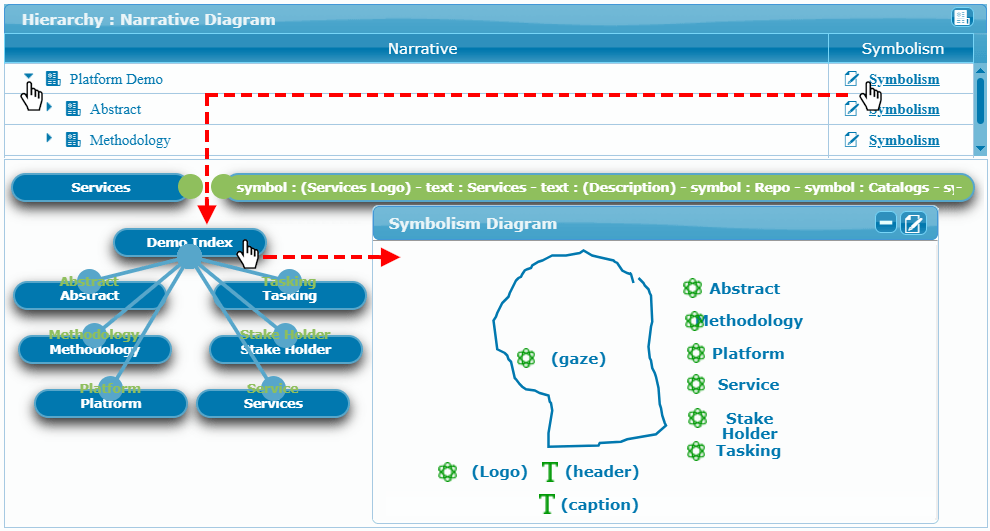 Hierarchy : Narrative Diagram
Narrative
Symbolism
Platform Demo
Symbolism
Abstract
Symbolism
Methodology
Symbolism
Services
symbol : (Services Logo) - text : Services - text : (Description) - symbol : Repo - symbol : Catalogs - sy-
Demo Index
Symbolism Diagram
Abstract
Abstract
Tasking
Tasking
Methodology
Methodology
Stake Holder
Stake Holder
Platform
Platform
Service
Services
(gaze)
Abstract
Methodology
Platform
Service
Stake
Holder
Tasking
(Logo)
T (header)
T (caption)